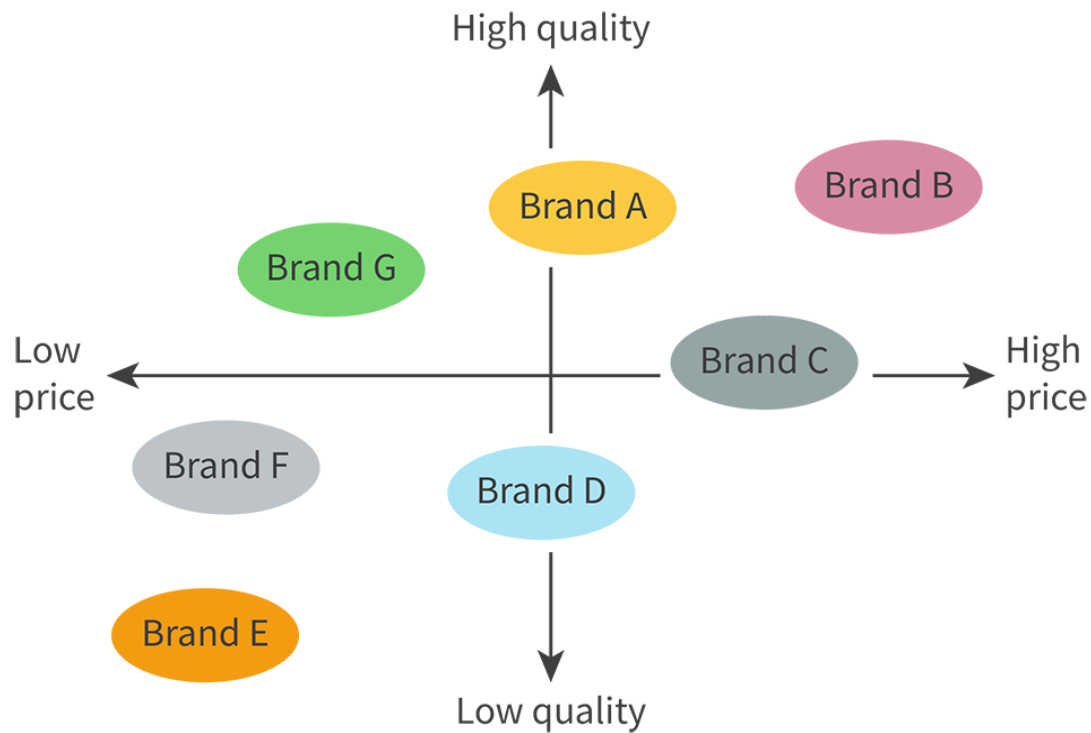 High quality
Brand B
Brand A
Brand G
Low
price
Brand C
High
price
Brand F
Brand D
Brand E
Low quality